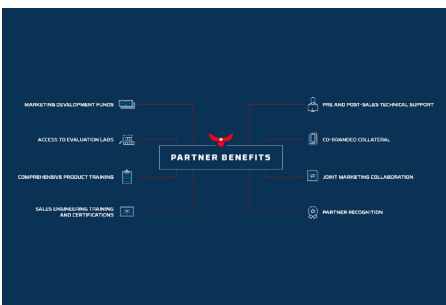 MARKETING DEVELOPMENT FUNDS
ACCESS TO EVALUATION LABS
COMPREHENSIVE PRODUCT TRAINING
SALES ENGINEERING TRAINING
AND CERTIFICATIONS
PARTNER BENEFITS
PRE AND POST-SALES TECHNICAL SUPPORT
CO-BRANDED COLLATERAL
JOINT MARKETING COLLABORATION
PARTNER RECOGNITION